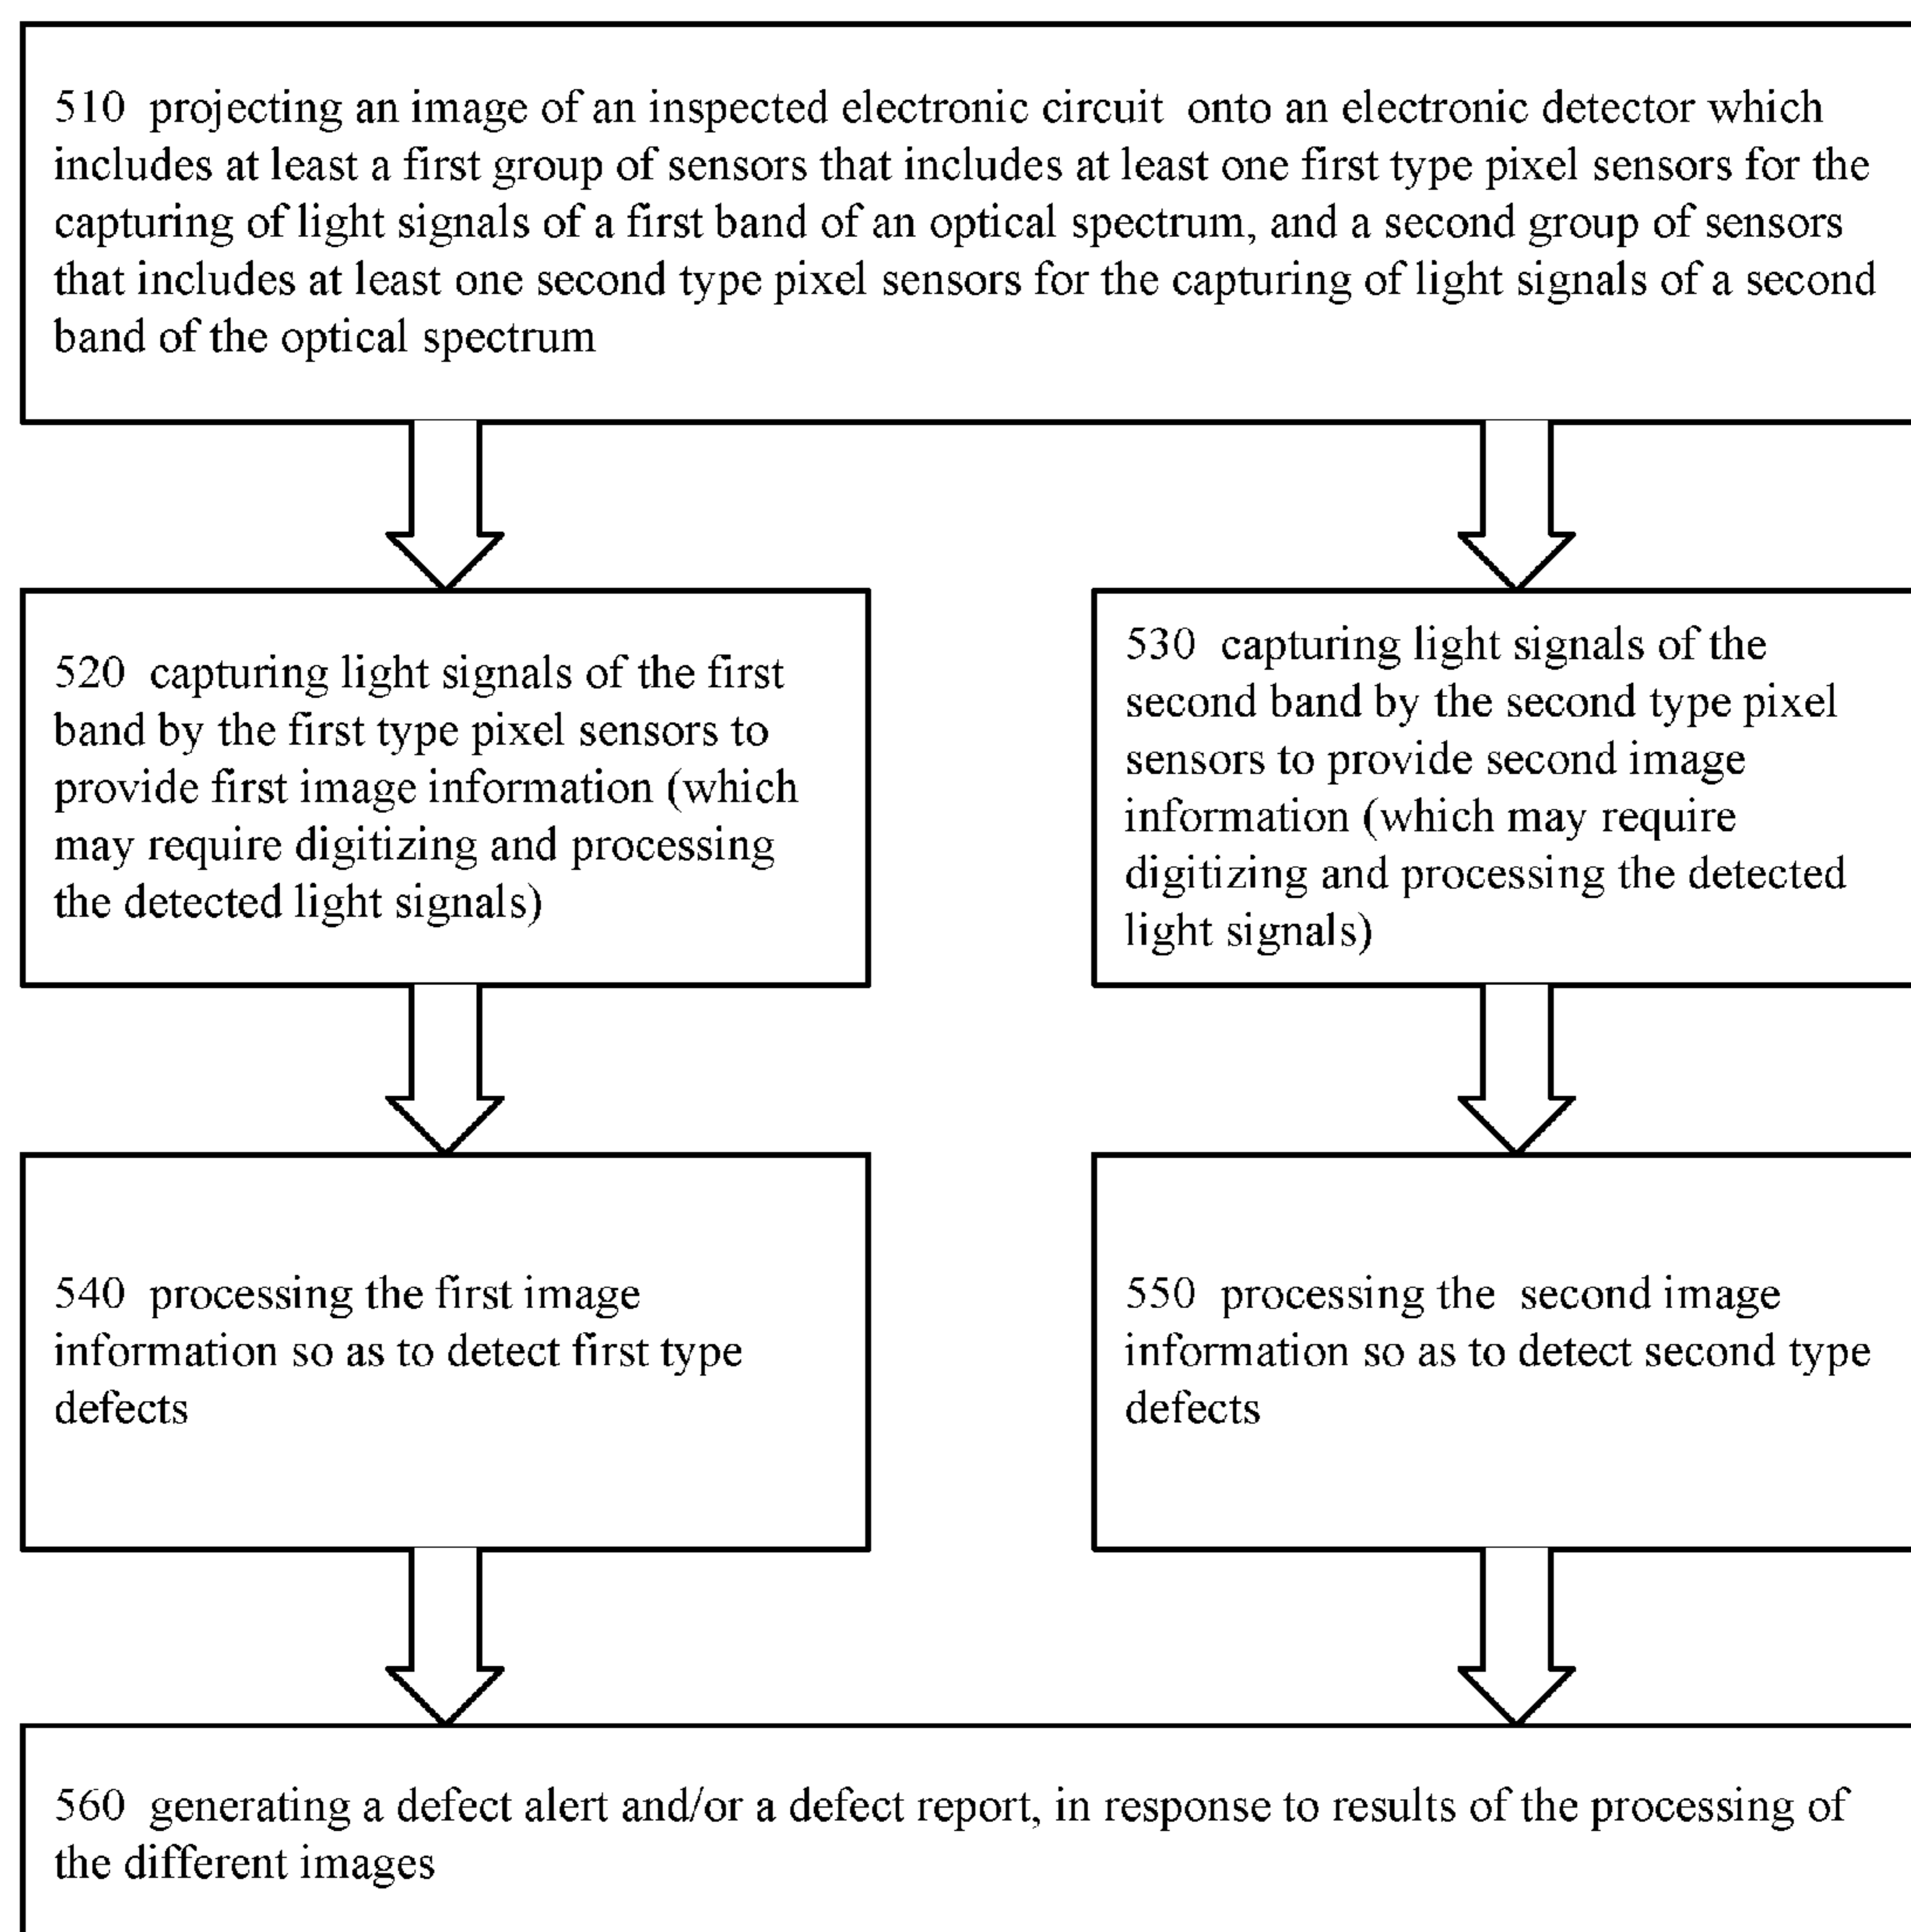 510 projecting an image of an inspected electronic circuit onto an electronic detector which
includes at least a first group of sensors that includes at least one first type pixel sensors for the
capturing of light signals of a first band of an optical spectrum, and a second group of sensors
that includes at least one second type pixel sensors for the capturing of light signals of a second
band of the optical spectrum
520 capturing light signals of the first
band by the first type pixel sensors to
provide first image information (which
may require digitizing and processing
the detected light signals)
530 capturing light signals of the
second band by the second type pixel
sensors to provide second image
information (which may require
digitizing and processing the detected
light signals)
540 processing the first image
information so as to detect first type
defects
550 processing the second image
information so as to detect second type
defects
560 generating a defect alert and/or a defect report, in response to results of the processing of
the different images